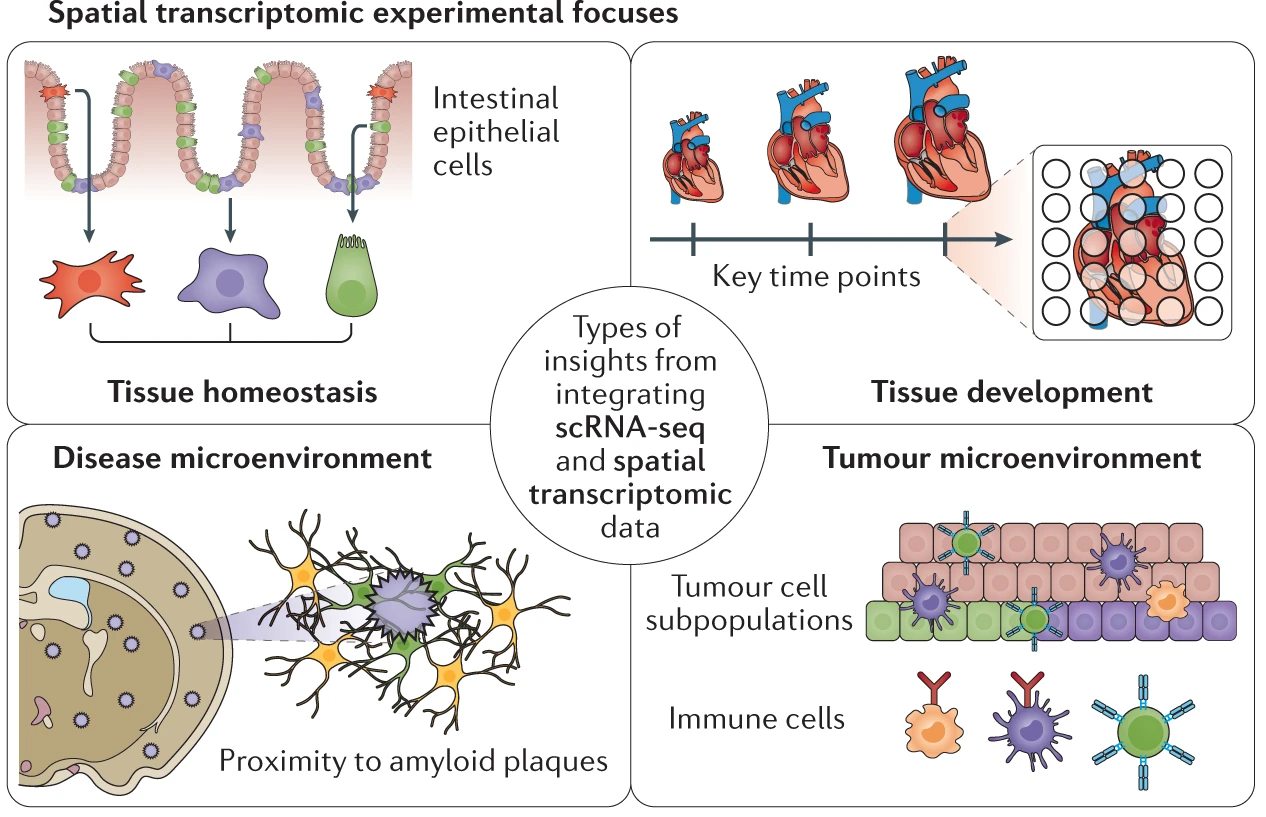 Spatial transcriptomic experimental focuses
Intestinal
epithelial
cells
Tissue homeostasis
Key time points
Tissue development
Types of
insights from
integrating
scRNA-seq
and spatial
transcriptomic
data
Disease microenvironment
Proximity to amyloid plaques
Tumour microenvironment
Tumour cell
subpopulations
Immune cells